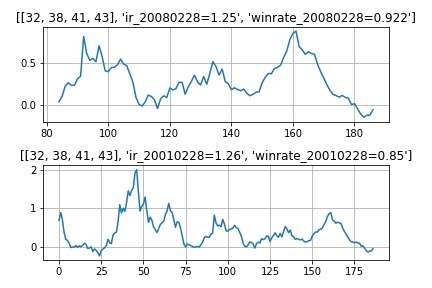 [[32, 38, 41, 43], 'ir_20080228=1.25', 'winrate_20080228=0.922']
0.5
0.0
80 100 120 140 160 180
[[32, 38, 41, 43], 'ir_20010228=1.26', 'winrate_20010228=0.85']
2
1
0
0 25 50 75 100 125 150 175